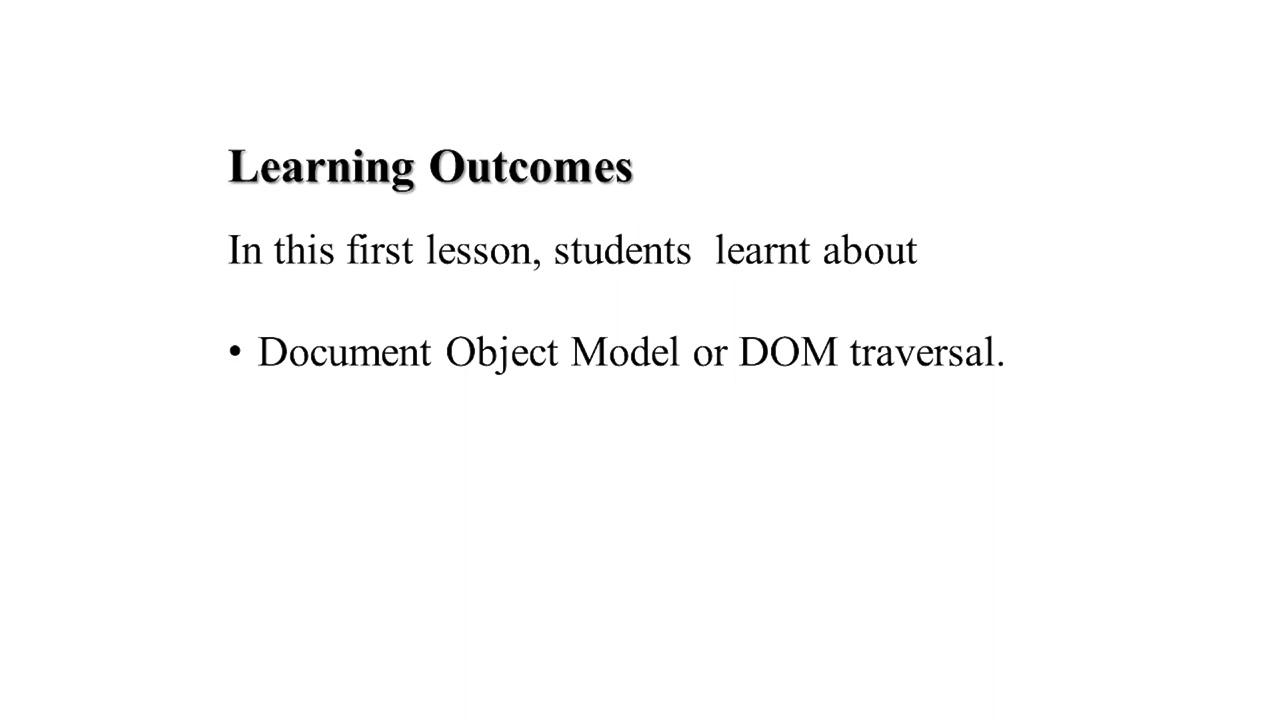 Learning Outcomes
In this first lesson, students  learnt about
• Document Object Model or DOM traversal.